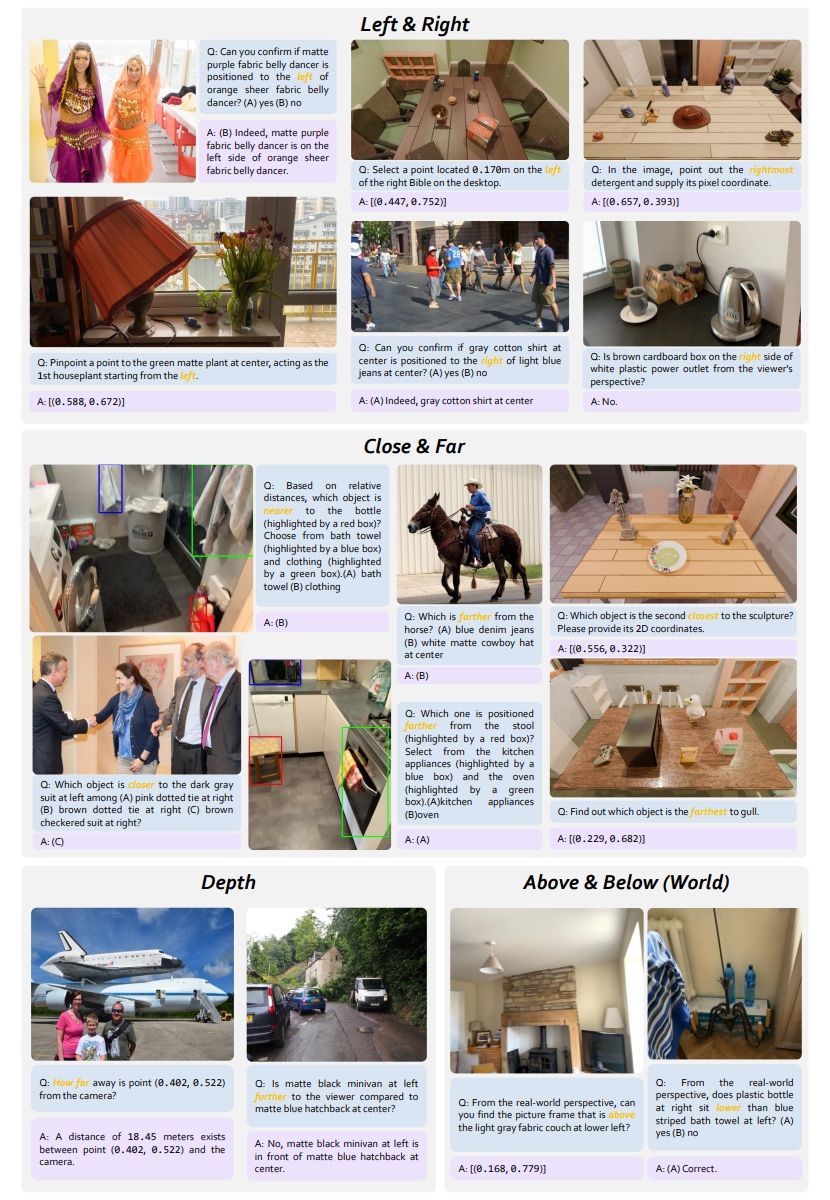 Left & Right
Q: Can you confirm if matte
purple fabric belly dancer is
positioned to the left of
orange sheer fabric belly
dancer? (A) yes (B) no
A: (B) Indeed, matte purple
fabric belly dancer is on the
left side of orange sheer
fabric belly dancer.
Q: Select a point located 0.170m on the left
of the right Bible on the desktop.
A: [(0.447, 0.752)]
Q: In the image, point out the rightmost
detergent and supply its pixel coordinate.
A: [(0.657, 0.393)]
Q: Pinpoint a point to the green matte plant at center, acting as the
1st houseplant starting from the left.
A: [(0.588, 0.672)]
Q: Can you confirm if gray cotton shirt at
center is positioned to the right of light blue
jeans at center? (A) yes (B) no
A: (A) Indeed, gray cotton shirt at center
Q: Is brown cardboard box on the right side of
white plastic power outlet from the viewer's
perspective?
A: No.
Close & Far
Q: Based on relative
distances, which object is
nearer to the bottle
(highlighted by a red box)?
Choose from bath towel
(highlighted by a blue box)
and clothing (highlighted
by a green box).(A) bath
towel (B) clothing
A: (B)
Q: Which is farther from the
horse? (A) blue denim jeans
(B) white matte cowboy hat
at center
A: (B)
Q: Which object is the second closest to the sculpture?
Please provide its 2D coordinates.
A: [(0.556, 0.322)]
Q: Which object is closer to the dark gray
suit at left among (A) pink dotted tie at right
(B) brown dotted tie at right (C) brown
checkered suit at right?
A: (C)
Q: Which one is positioned
farther from the stool
(highlighted by a red box)?
Select from the kitchen
appliances (highlighted by a
blue box) and the oven
(highlighted by a green
box).(A)kitchen appliances
(B)oven
A: (A)
Q: Find out which object is the farthest to gull.
A: [(0.229, 0.682)]
Depth
Q: How far away is point (0.402, 0.522)
from the camera?
A: A distance of 18.45 meters exists
between point (0.402, 0.522) and the
camera.
Q: Is matte black minivan at left
further to the viewer compared to
matte blue hatchback at center?
A: No, matte black minivan at left is
in front of matte blue hatchback at
center.
Above & Below (World)
Q: From the real-world perspective, can
you find the picture frame that is above
the light gray fabric couch at lower left?
A: [(0.168, 0.779)]
Q: From the real-world
perspective, does plastic bottle
at right sit lower than blue
striped bath towel at left? (A)
yes (B) no
A: (A) Correct.